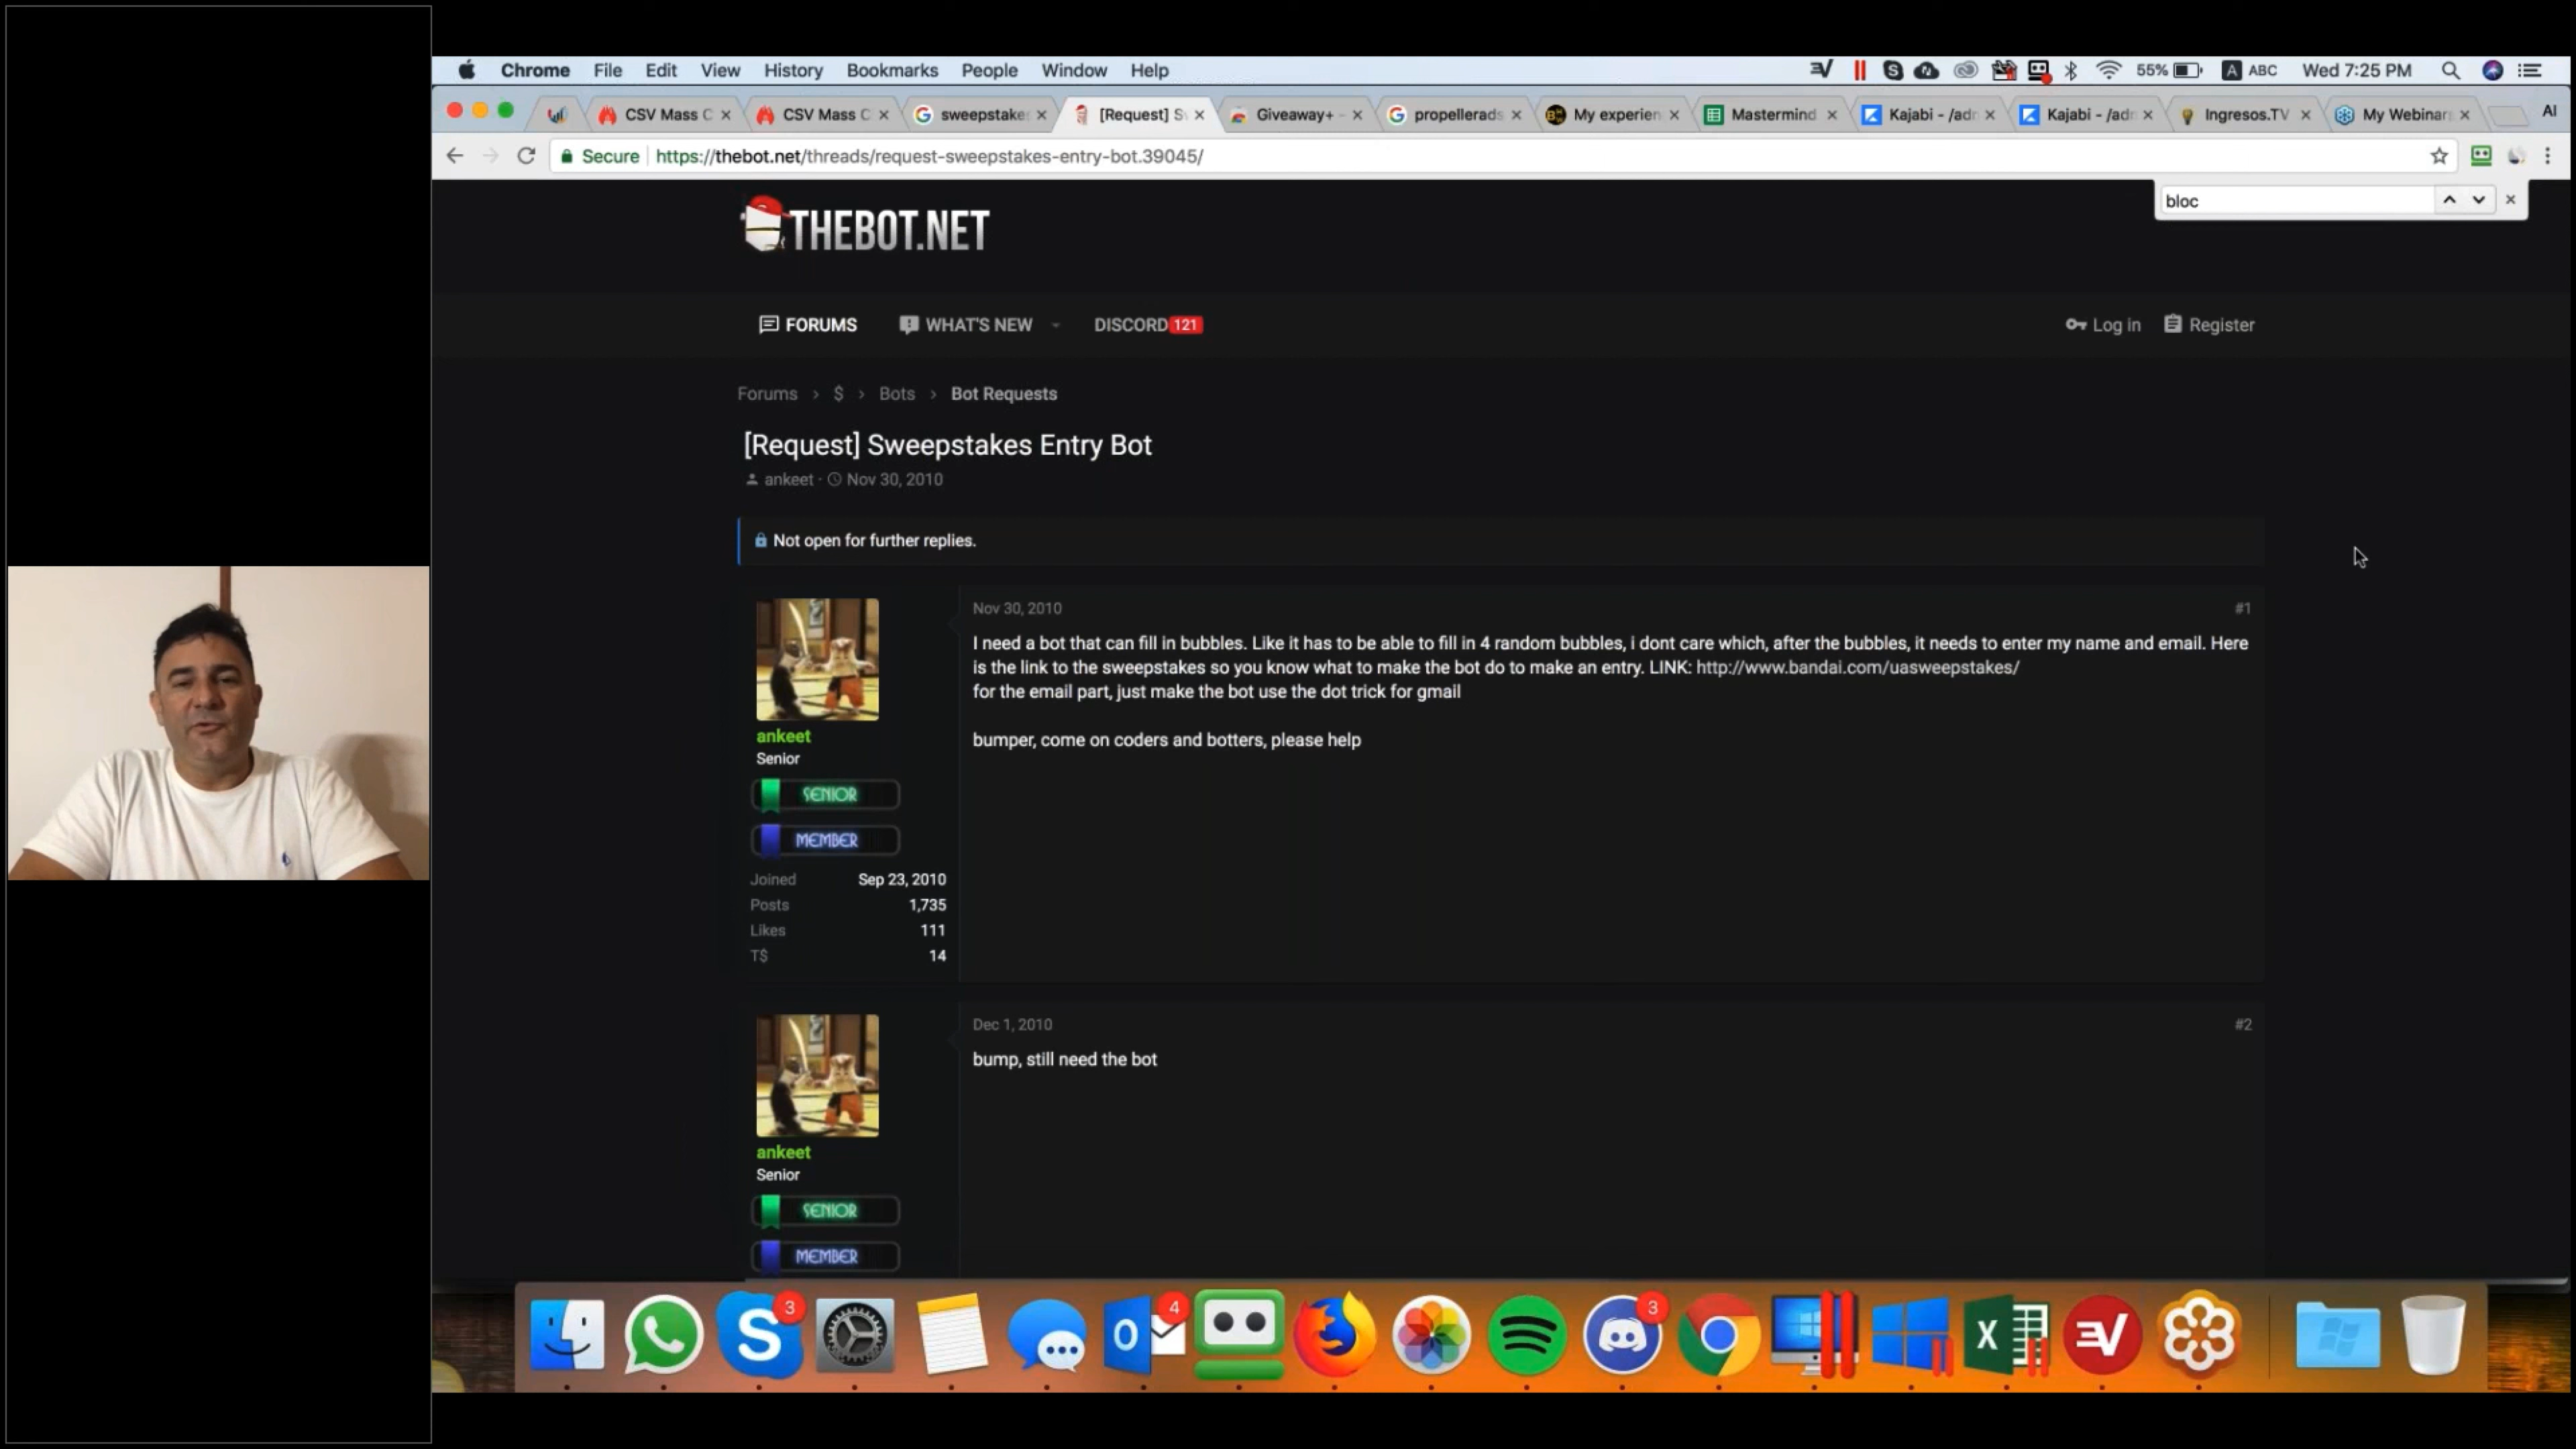 Chrome File Edit View History Bookmarks People Window Help 55% A ABC Wed 7:25 PM
CSV Mass C CSV Mass C sweepstake [Request] S Giveaway+ - propellerads My experien Mastermind Kajabi - /ad Kajabi - /ad Ingresos.TV My Webinar Al
Secure https://thebot.net/threads/request-sweepstakes-entry-bot.39045/
bloc
THEBOT.NET
FORUMS WHAT'S NEW DISCORD 121 Log in Register
Forums > $ > Bots > Bot Requests
[Request] Sweepstakes Entry Bot
ankeet · Nov 30, 2010
Not open for further replies.
Nov 30, 2010 #1
I need a bot that can fill in bubbles. Like it has to be able to fill in 4 random bubbles, i dont care which, after the bubbles, it needs to enter my name and email. Here
is the link to the sweepstakes so you know what to make the bot do to make an entry. LINK: http://www.bandai.com/uasweepstakes/
for the email part, just make the bot use the dot trick for gmail
bumper, come on coders and botters, please help
ankeet
Senior
SENIOR
MEMBER
Joined Sep 23, 2010
Posts 1,735
Likes 111
T$ 14
Dec 1, 2010 #2
bump, still need the bot
ankeet
Senior
SENIOR
MEMBER
3 4 3